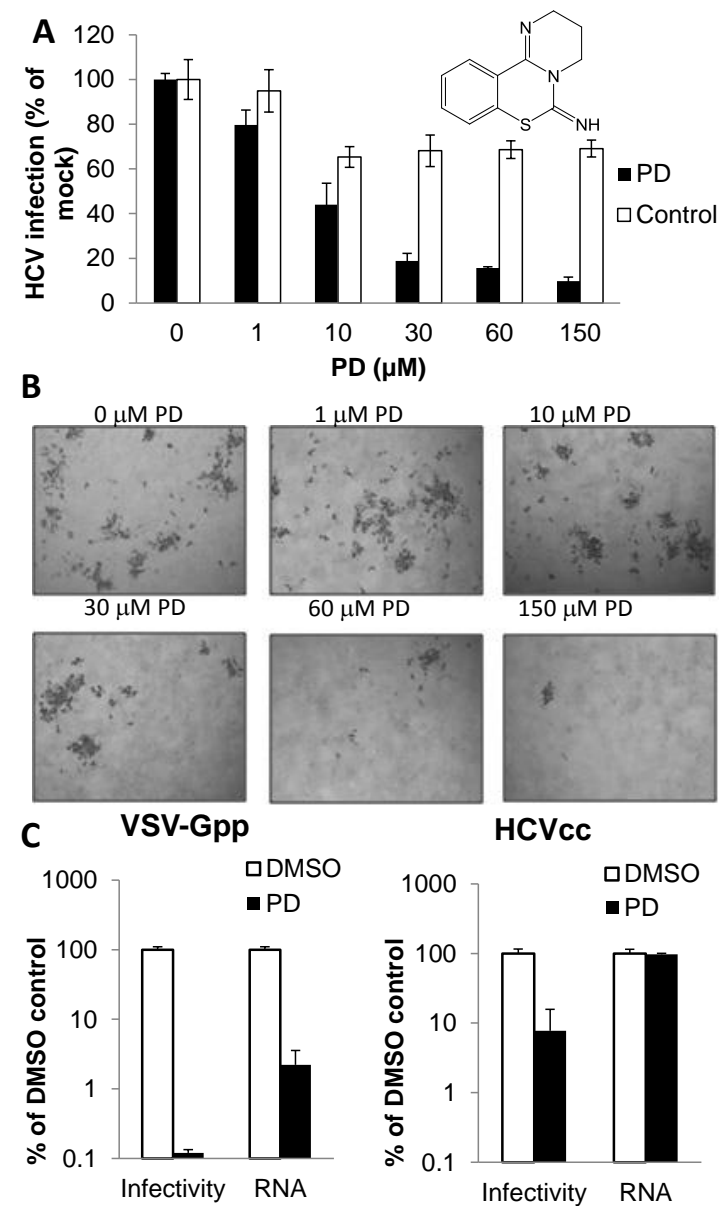 A
HCV infection (% of
mock)
120
100
80
60
40
20
0
N
N
S
NH
PD
Control
0 1 10 30 60 150
PD (µM)
B
0 µM PD 1 µM PD 10 µM PD
30 µM PD 60 µM PD 150 µM PD
C
VSV-Gpp
DMSO
PD
% of DMSO control
1000
100
10
1
0.1
Infectivity RNA
HCVcc
DMSO
PD
% of DMSO control
1000
100
10
1
0.1
Infectivity RNA